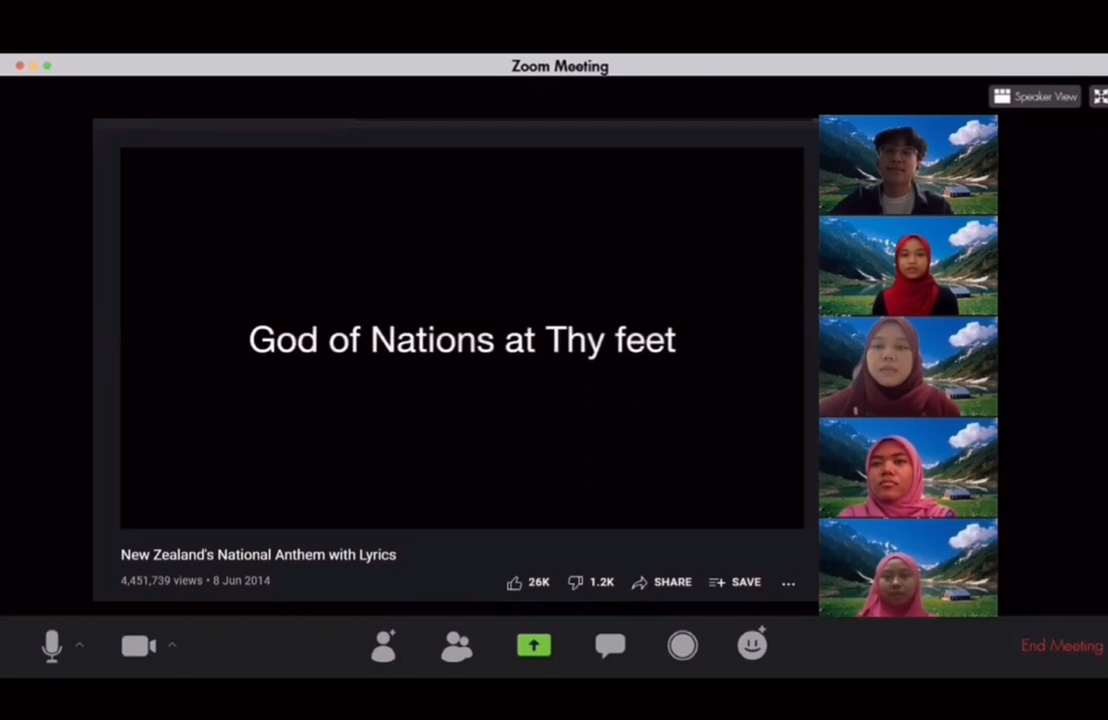 Zoom Meeting
Speaker View
God of Nations at Thy feet
New Zealand's National Anthem with Lyrics
4,451,739 views • 8 Jun 2014
26K 1.2K SHARE SAVE ...
End Meeting